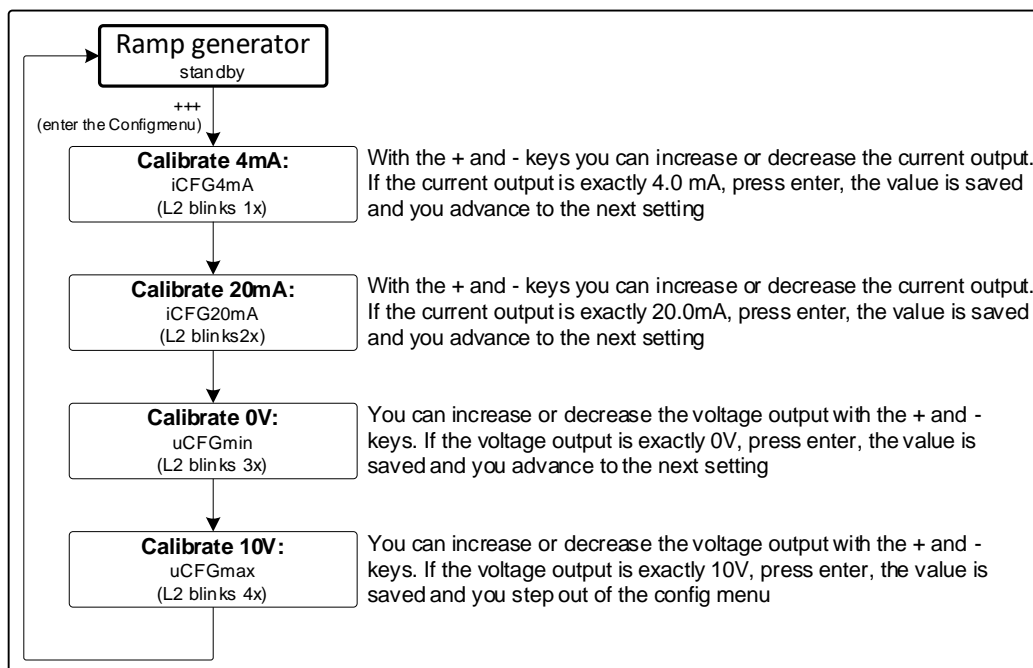 Ramp generator
standby
+++
(enter the Configmenu)
Calibrate 4mA:
iCFG4mA
(L2 blinks 1x)
With the + and - keys you can increase or decrease the current output.
If the current output is exactly 4.0 mA, press enter, the value is saved
and you advance to the next setting
Calibrate 20mA:
iCFG20mA
(L2 blinks2x)
With the + and - keys you can increase or decrease the current output.
If the current output is exactly 20.0mA, press enter, the value is saved
and you advance to the next setting
Calibrate 0V:
uCFGmin
(L2 blinks 3x)
You can increase or decrease the voltage output with the + and -
keys. If the voltage output is exactly 0V, press enter, the value is
saved and you advance to the next setting
Calibrate 10V:
uCFGmax
(L2 blinks 4x)
You can increase or decrease the voltage output with the + and -
keys. If the voltage output is exactly 10V, press enter, the value is
saved and you step out of the config menu